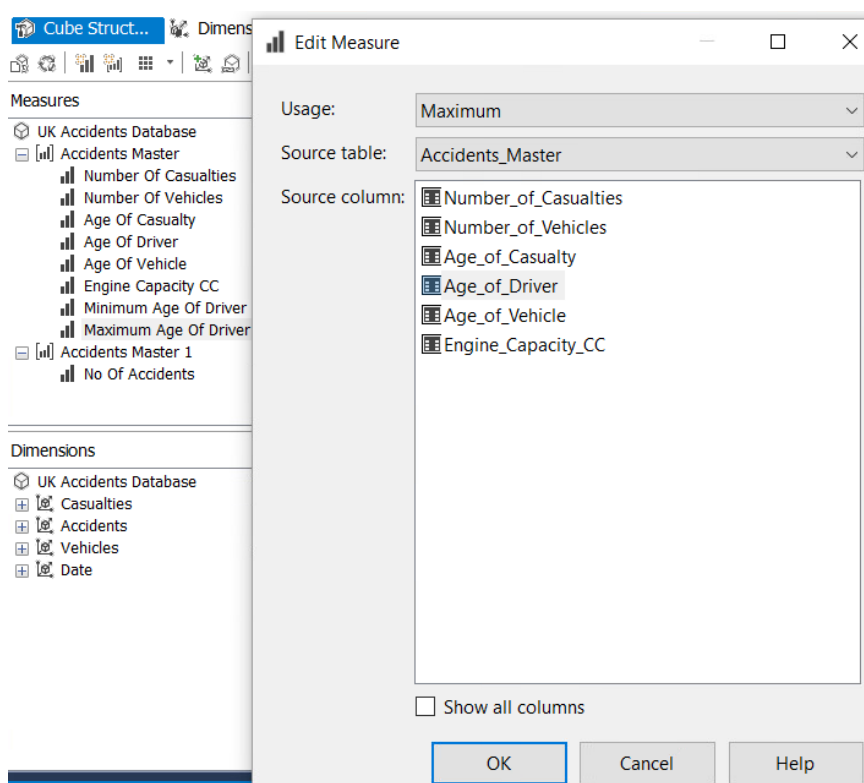 Cube Struct...
Dimens
Measures
UK Accidents Database
Accidents Master
Number Of Casualties
Number Of Vehicles
Age Of Casualty
Age Of Driver
Age Of Vehicle
Engine Capacity CC
Minimum Age Of Driver
Maximum Age Of Driver
Accidents Master 1
No Of Accidents
Dimensions
UK Accidents Database
Casualties
Accidents
Vehicles
Date
Edit Measure
Usage:
Maximum
Source table:
Accidents_Master
Source column:
Number_of_Casualties
Number_of_Vehicles
Age_of_Casualty
Age_of_Driver
Age_of_Vehicle
Engine_Capacity_CC
Show all columns
OK
Cancel
Help